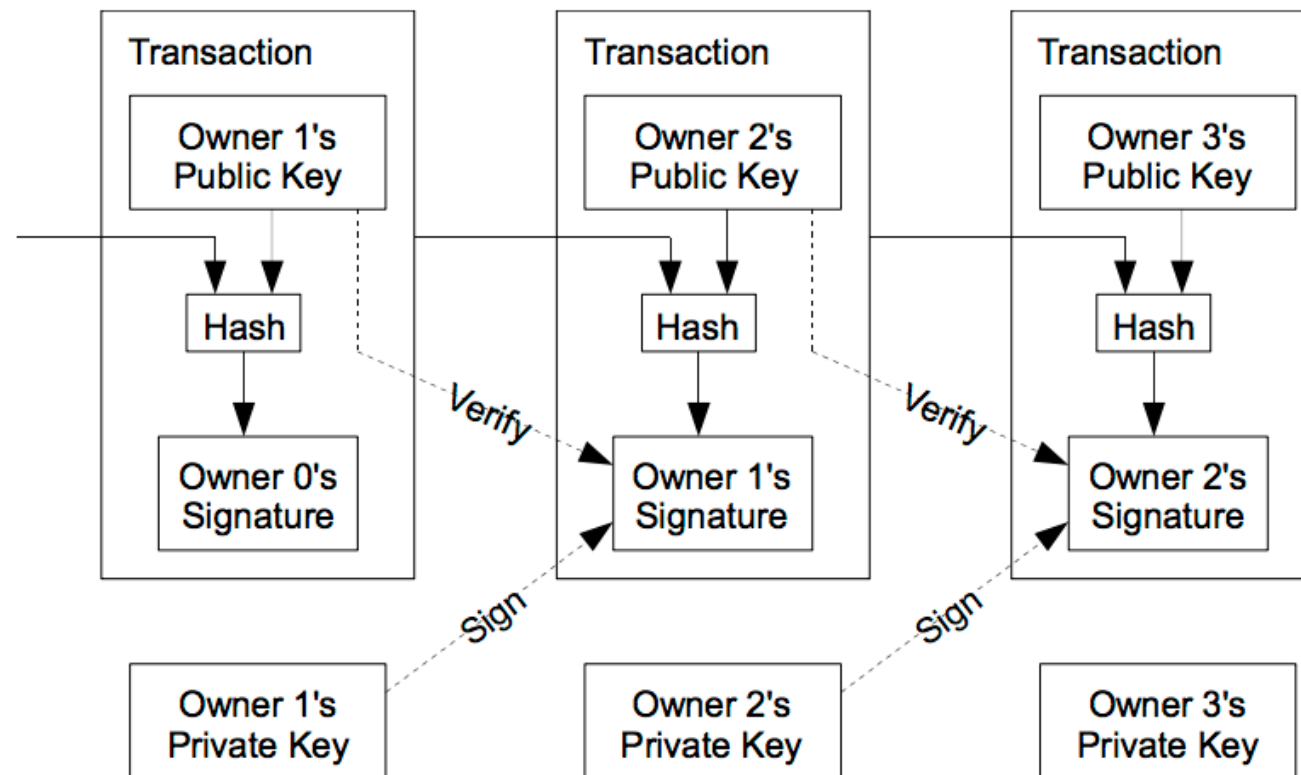 Transaction
Transaction
Transaction
Owner 1's
Public Key
Owner 2's
Public Key
Owner 3's
Public Key
Hash
Hash
Hash
Verify
Verify
Owner 0's
Signature
Owner 1's
Signature
Owner 2's
Signature
Sign
Sign
Owner 1's
Private Key
Owner 2's
Private Key
Owner 3's
Private Key